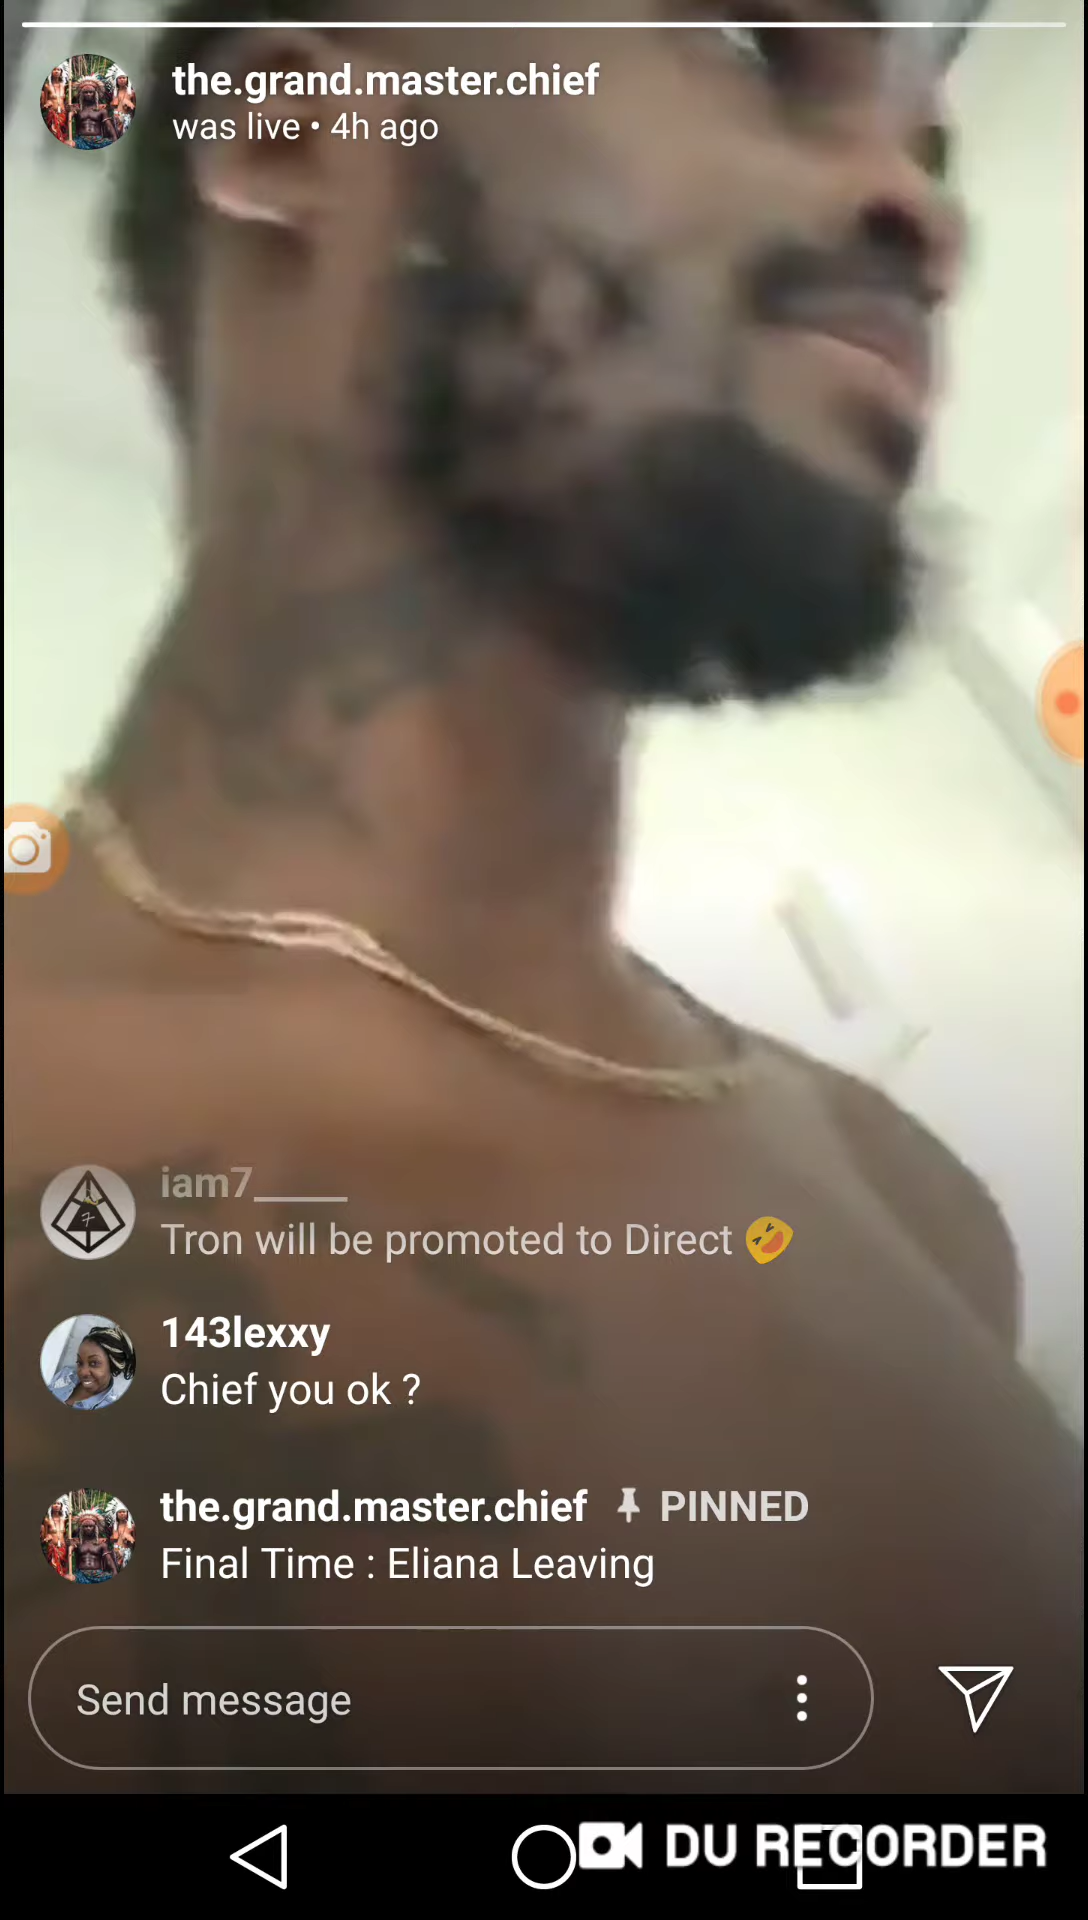 the.grand.master.chief
was live • 4h ago
iam7_____
Tron will be promoted to Direct 🤣
143lexxy
Chief you ok ?
the.grand.master.chief PINNED
Final Time : Eliana Leaving
Send message
DU RECORDER